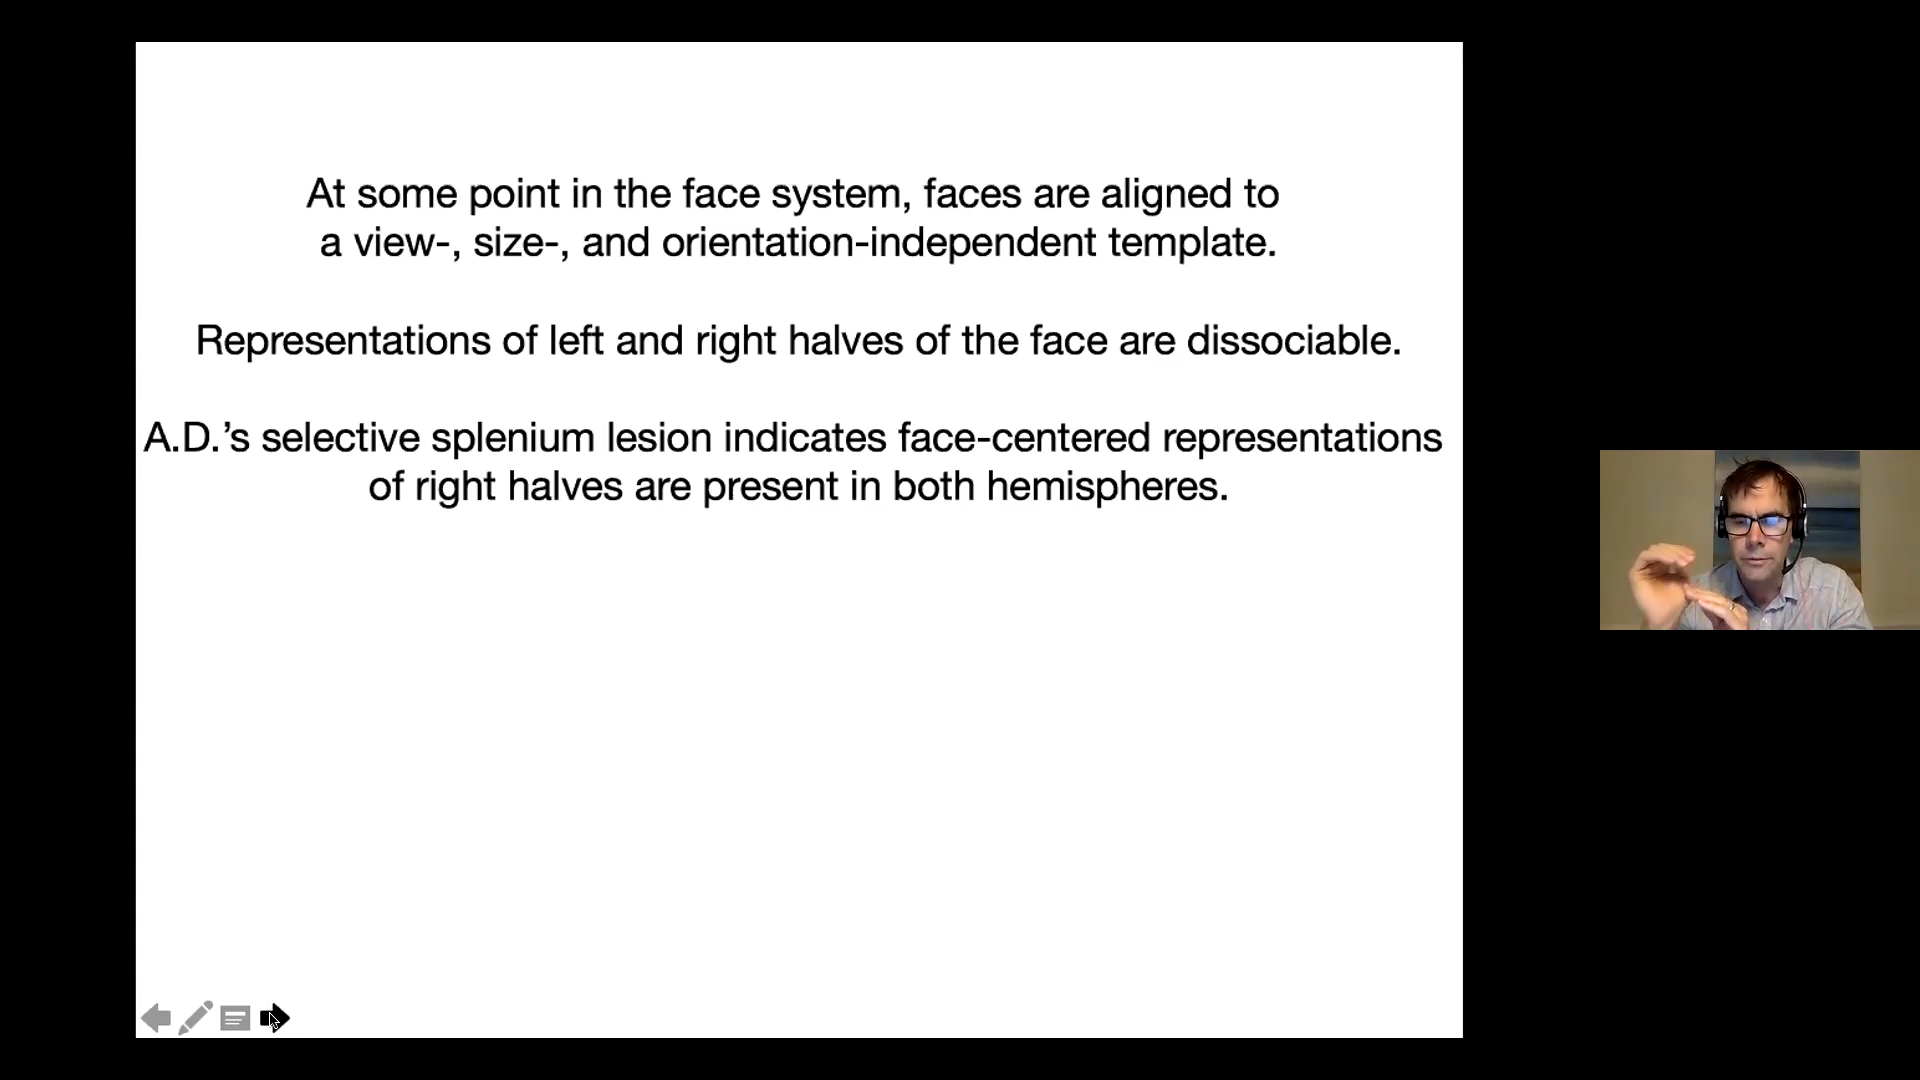 At some point in the face system, faces are aligned to
a view-, size-, and orientation-independent template.
Representations of left and right halves of the face are dissociable.
A.D.’s selective splenium lesion indicates face-centered representations
of right halves are present in both hemispheres.